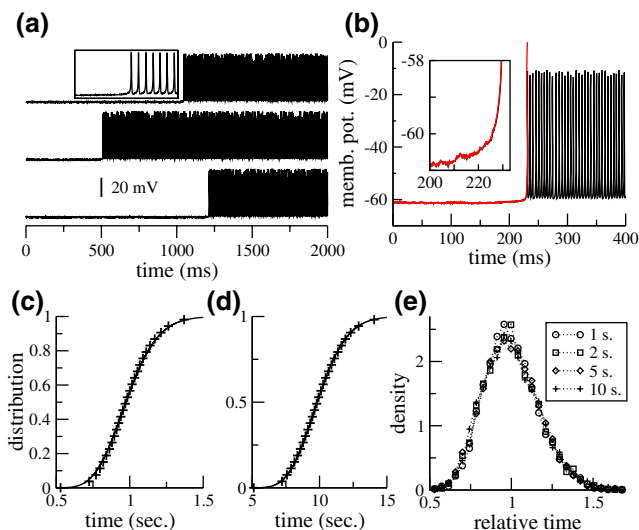 (a)
20 mV
0 500 1000 1500 2000
time (ms)
(b)
memb. pot. (mV)
0
-20
-40
-60
-58
-60
200 220
0 100 200 300 400
time (ms)
(c)
distribution
1
0.8
0.6
0.4
0.2
0
0.5 1 1.5
time (sec.)
(d)
1
0.5
0
5 10 15
time (sec.)
(e)
density
2
1
0
0.5 1 1.5
relative time
1 s.
2 s.
5 s.
10 s.